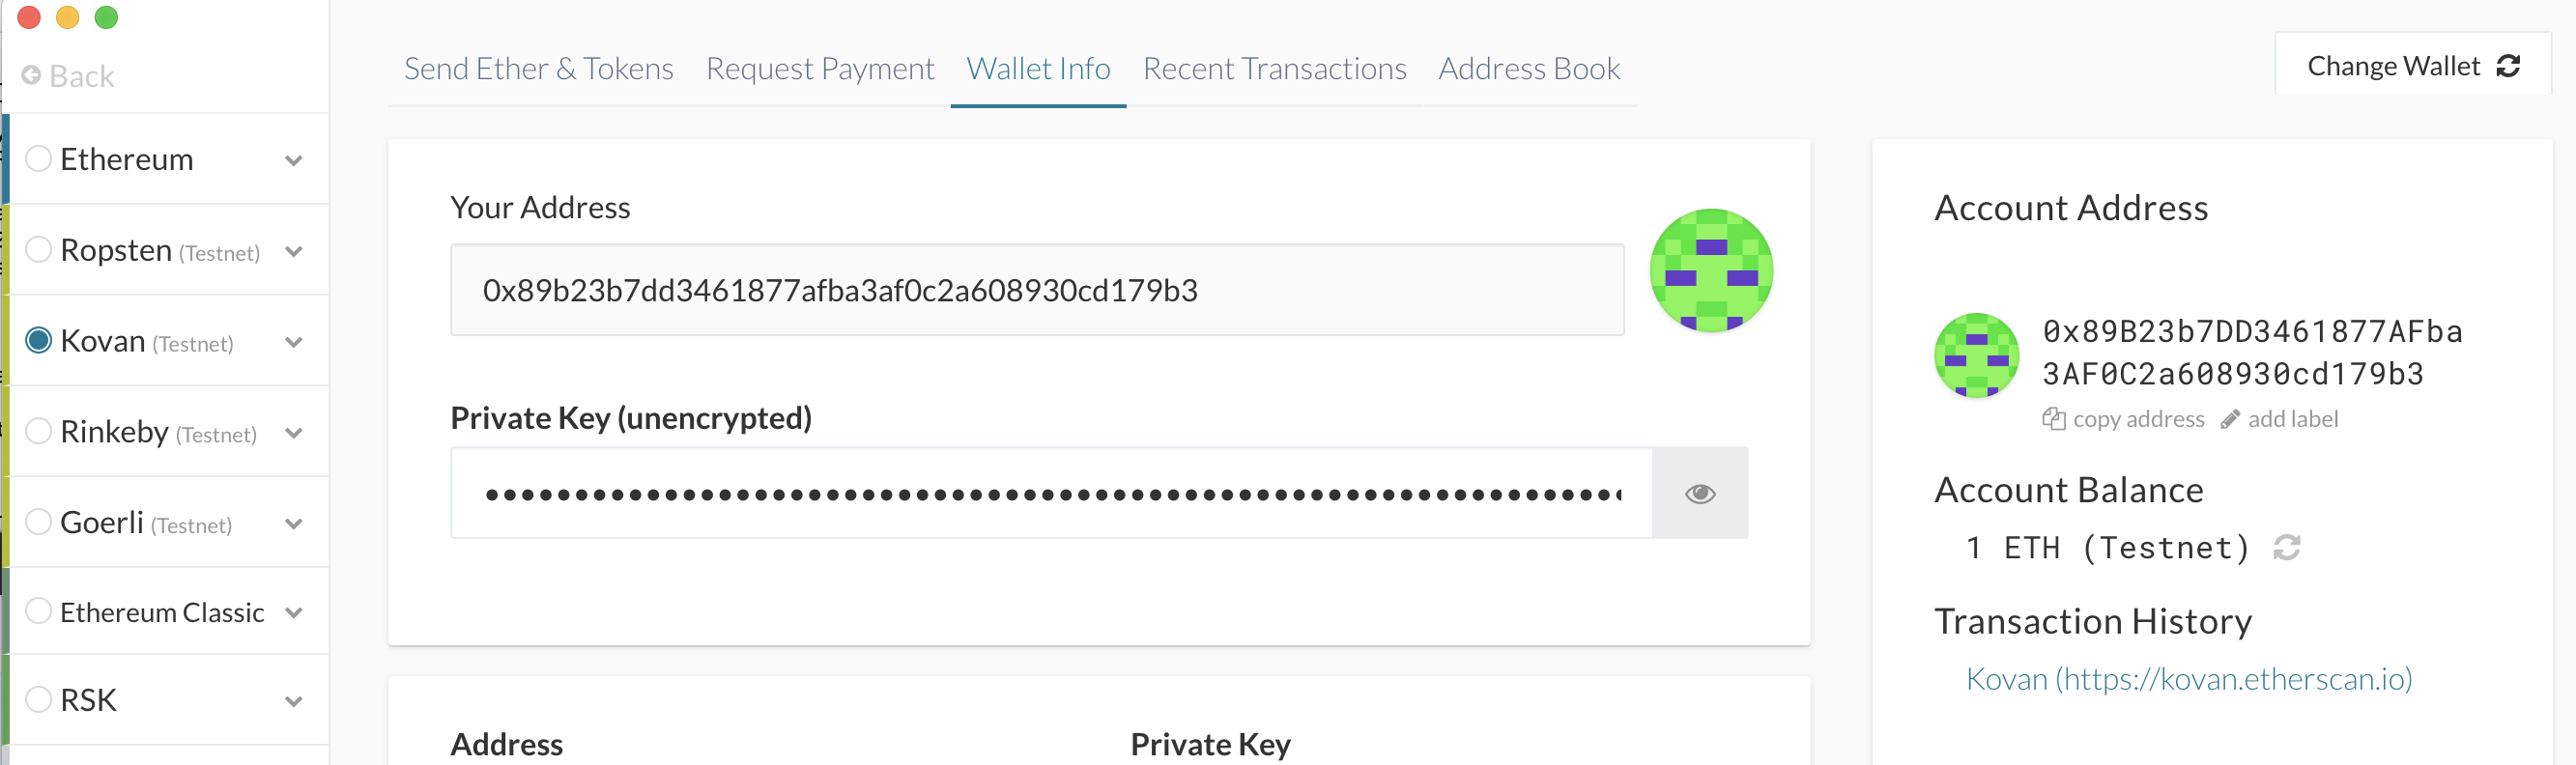 Back
Ethereum
Ropsten (Testnet)
Kovan (Testnet)
Rinkeby (Testnet)
Goerli (Testnet)
Ethereum Classic
RSK
Send Ether & Tokens Request Payment Wallet Info Recent Transactions Address Book
Change Wallet
Your Address
0x89b23b7dd3461877afba3af0c2a608930cd179b3
Private Key (unencrypted)
Address Private Key
Account Address
0x89B23b7DD3461877AFba
3AF0C2a608930cd179b3
copy address add label
Account Balance
1 ETH (Testnet)
Transaction History
Kovan (https://kovan.etherscan.io)